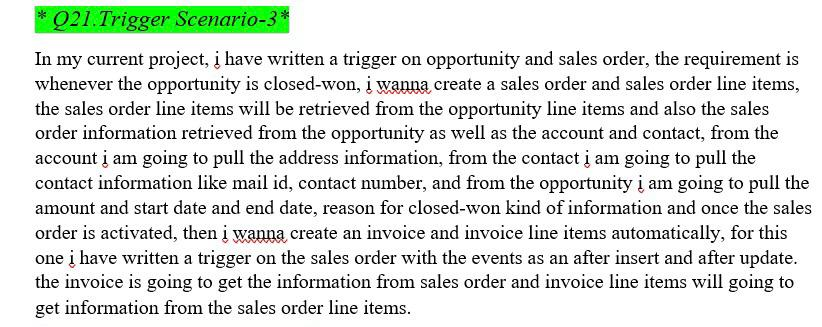 * Q21.Trigger Scenario-3*
In my current project, i have written a trigger on opportunity and sales order, the requirement is
whenever the opportunity is closed-won, i wanna create a sales order and sales order line items,
the sales order line items will be retrieved from the opportunity line items and also the sales
order information retrieved from the opportunity as well as the account and contact, from the
account i am going to pull the address information, from the contact i am going to pull the
contact information like mail id, contact number, and from the opportunity i am going to pull the
amount and start date and end date, reason for closed-won kind of information and once the sales
order is activated, then i wanna create an invoice and invoice line items automatically, for this
one i have written a trigger on the sales order with the events as an after insert and after update.
the invoice is going to get the information from sales order and invoice line items will going to
get information from the sales order line items.